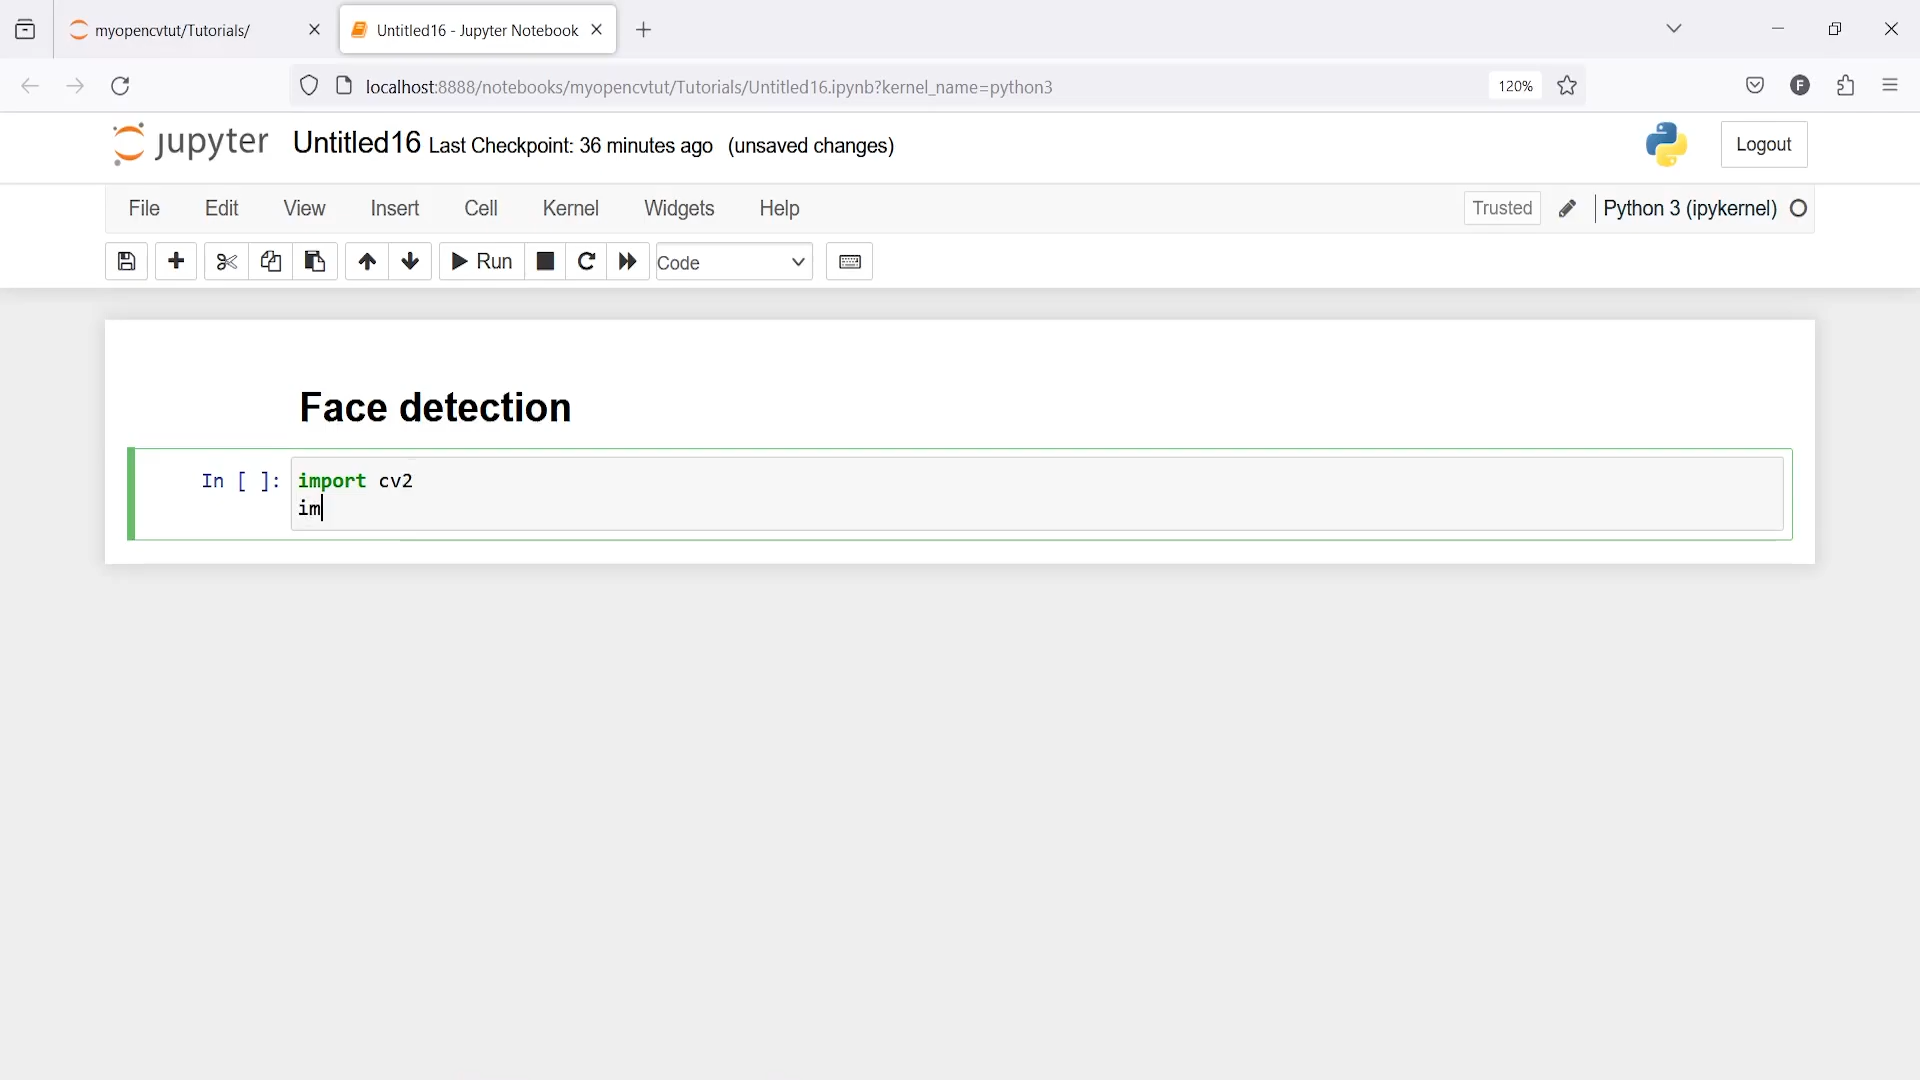 myopencvtut/Tutorials/
Untitled16 - Jupyter Notebook
localhost:8888/notebooks/myopencvtut/Tutorials/Untitled16.ipynb?kernel_name=python3
120%
F
jupyter Untitled16 Last Checkpoint: 36 minutes ago (unsaved changes)
Logout
File Edit View Insert Cell Kernel Widgets Help
Trusted
Python 3 (ipykernel)
Run
Code
Face detection
In [ ]: import cv2
im